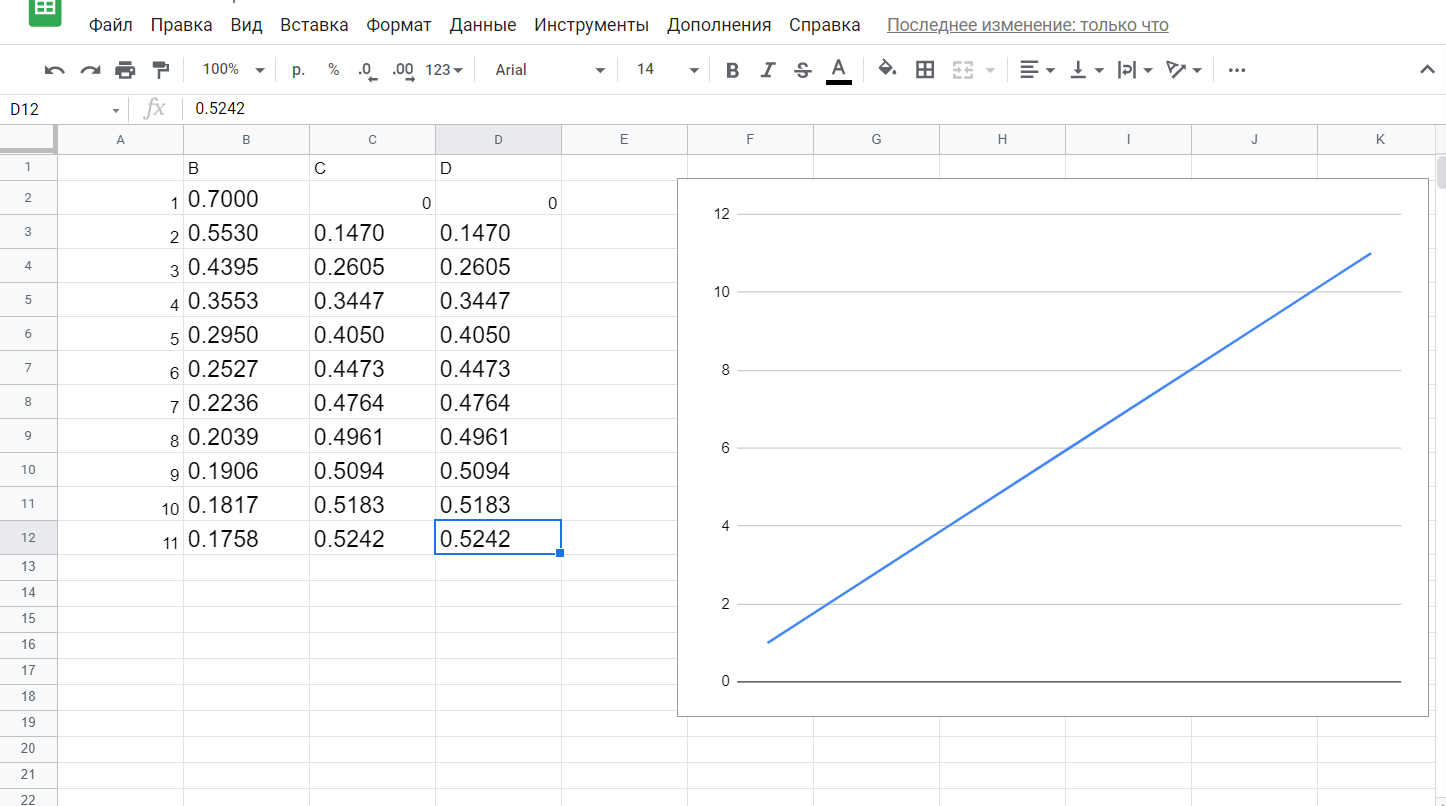 Файл Правка Вид Вставка Формат Данные Инструменты Дополнения Справка Последнее изменение: только что
100% р. % .0 .00 123 Arial 14 B I S A ...
D12 fx 0.5242
A B C D E F G H I J K
1 B C D
2 1 0.7000 0 0
3 2 0.5530 0.1470 0.1470
4 3 0.4395 0.2605 0.2605
5 4 0.3553 0.3447 0.3447
6 5 0.2950 0.4050 0.4050
7 6 0.2527 0.4473 0.4473
8 7 0.2236 0.4764 0.4764
9 8 0.2039 0.4961 0.4961
10 9 0.1906 0.5094 0.5094
11 10 0.1817 0.5183 0.5183
12 11 0.1758 0.5242 0.5242
13
14
15
16
17
18
19
20
21
22
12
10
8
6
4
2
0